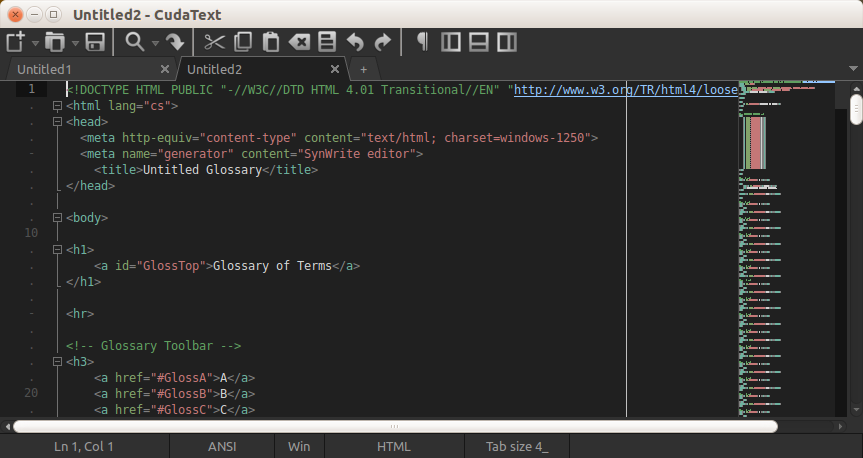 Untitled2 - CudaText
Untitled1
Untitled2
1 <!DOCTYPE HTML PUBLIC "-//W3C//DTD HTML 4.01 Transitional//EN" "http://www.w3.org/TR/html4/loose
<html lang="cs">
<head>
<meta http-equiv="content-type" content="text/html; charset=windows-1250">
<meta name="generator" content="SynWrite editor">
<title>Untitled Glossary</title>
</head>
<body>
10
<h1>
<a id="GlossTop">Glossary of Terms</a>
</h1>
<hr>
<!-- Glossary Toolbar -->
<h3>
<a href="#GlossA">A</a>
20 <a href="#GlossB">B</a>
<a href="#GlossC">C</a>
Ln 1, Col 1 ANSI Win HTML Tab size 4_